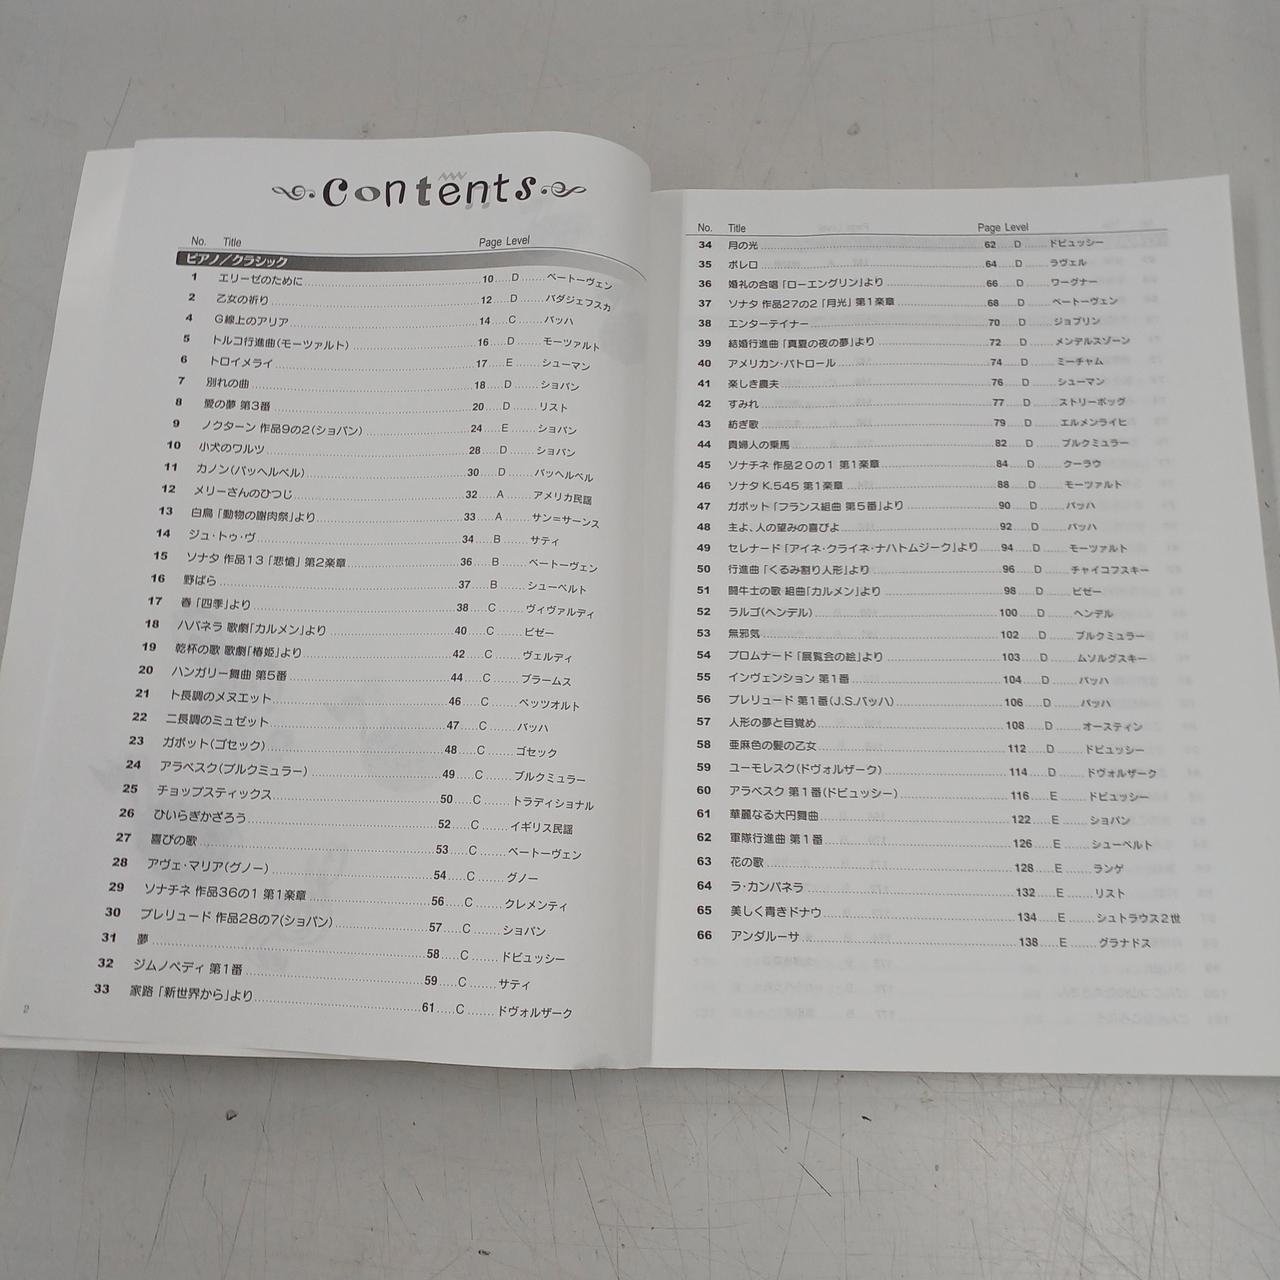 Contents
No. Title Page Level
ピアノ／クラシック
1 エリーゼのために 10 D ベートーヴェン
2 乙女の祈り 12 D バダジェフスカ
4 G線上のアリア 14 C バッハ
5 トルコ行進曲(モーツァルト) 16 D モーツァルト
6 トロイメライ 17 E シューマン
7 別れの曲 18 D ショパン
8 愛の夢 第3番 20 D リスト
9 ノクターン 作品9の2(ショパン) 24 E ショパン
10 小犬のワルツ 28 D ショパン
11 カノン(パッヘルベル) 30 D パッヘルベル
12 メリーさんのひつじ 32 A アメリカ民謡
13 白鳥「動物の謝肉祭」より 33 A サン=サーンス
14 ジュ・トゥ・ヴ 34 B サティ
15 ソナタ 作品13「悲愴」第2楽章 36 B ベートーヴェン
16 野ばら 37 B シューベルト
17 春「四季」より 38 C ヴィヴァルディ
18 ハバネラ 歌劇「カルメン」より 40 C ビゼー
19 乾杯の歌 歌劇「椿姫」より 42 C ヴェルディ
20 ハンガリー舞曲 第5番 44 C ブラームス
21 ト長調のメヌエット 46 C ペッツオルト
22 ニ長調のミュゼット 47 C バッハ
23 ガボット(ゴセック) 48 C ゴセック
24 アラベスク(ブルクミュラー) 49 C ブルクミュラー
25 チョップスティックス 50 C トラディショナル
26 ひいらぎかざろう 52 C イギリス民謡
27 喜びの歌 53 C ベートーヴェン
28 アヴェ・マリア(グノー) 54 C グノー
29 ソナチネ 作品36の1 第1楽章 56 C クレメンティ
30 プレリュード 作品28の7(ショパン) 57 C ショパン
31 夢 58 C ドビュッシー
32 ジムノペディ 第1番 59 C サティ
33 家路「新世界から」より 61 C ドヴォルザーク
2
No. Title Page Level
34 月の光 62 D ドビュッシー
35 ボレロ 64 D ラヴェル
36 婚礼の合唱「ローエングリン」より 66 D ワーグナー
37 ソナタ 作品27の2「月光」第1楽章 68 D ベートーヴェン
38 エンターテイナー 70 D ジョプリン
39 結婚行進曲「真夏の夜の夢」より 72 D メンデルスゾーン
40 アメリカン・パトロール 74 D ミーチャム
41 楽しき農夫 76 D シューマン
42 すみれ 77 D ストリーボッグ
43 紡ぎ歌 79 D エルメンライヒ
44 貴婦人の乗馬 82 D ブルクミュラー
45 ソナチネ 作品20の1 第1楽章 84 D クーラウ
46 ソナタ K.545 第1楽章 88 D モーツァルト
47 ガボット「フランス組曲 第5番」より 90 D バッハ
48 主よ、人の望みの喜びよ 92 D バッハ
49 セレナード「アイネ・クライネ・ナハトムジーク」より 94 D モーツァルト
50 行進曲「くるみ割り人形」より 96 D チャイコフスキー
51 闘牛士の歌 組曲「カルメン」より 98 D ビゼー
52 ラルゴ(ヘンデル) 100 D ヘンデル
53 無邪気 102 D ブルクミュラー
54 プロムナード「展覧会の絵」より 103 D ムソルグスキー
55 インヴェンション 第1番 104 D バッハ
56 プレリュード 第1番(J.S.バッハ) 106 D バッハ
57 人形の夢と目覚め 108 D オースティン
58 亜麻色の髪の乙女 112 D ドビュッシー
59 ユーモレスク(ドヴォルザーク) 114 D ドヴォルザーク
60 アラベスク 第1番(ドビュッシー) 116 E ドビュッシー
61 華麗なる大円舞曲 122 E ショパン
62 軍隊行進曲 第1番 126 E シューベルト
63 花の歌 128 E ランゲ
64 ラ・カンパネラ 132 E リスト
65 美しく青きドナウ 134 E シュトラウス2世
66 アンダルーサ 138 E グラナドス